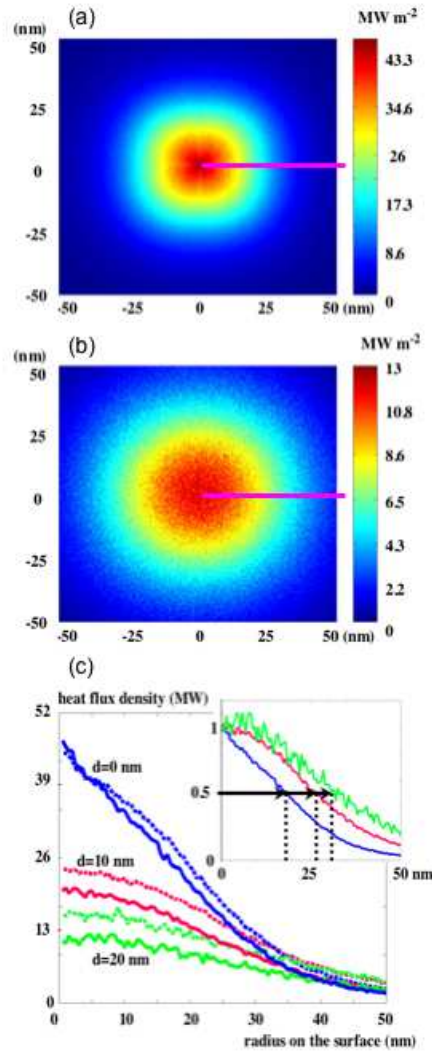 (nm) (a) MW m⁻²
50
25
0
-25
-50
-50 -25 0 25 50 (nm)
43.3
34.6
26
17.3
8.6
0
(nm) (b) MW m⁻²
50
25
0
-25
-50
-50 -25 0 25 50 (nm)
13
10.8
8.6
6.5
4.3
2.2
0
(c)
heat flux density (MW)
52
39
26
13
0
d=0 nm
d=10 nm
d=20 nm
1
0.5
0
0 25 50 nm
0 10 20 30 40 50
radius on the surface (nm)